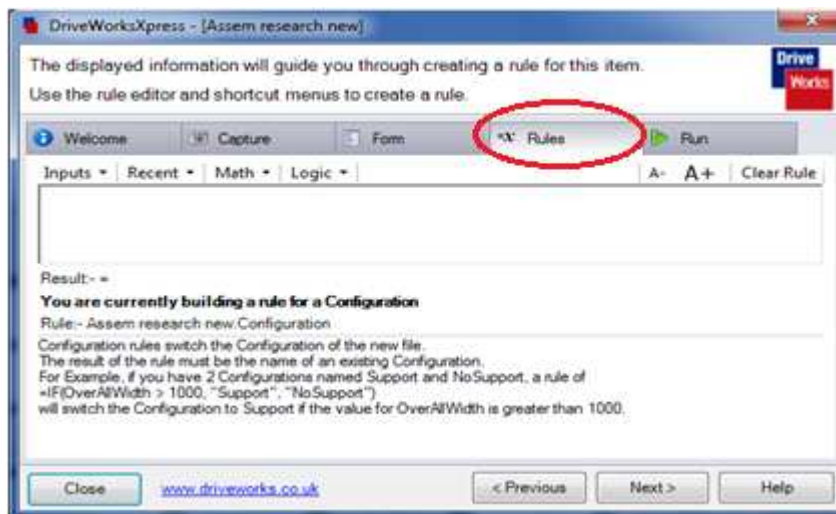 DriveWorksXpress - [Assem research new]
The displayed information will guide you through creating a rule for this item.
Use the rule editor and shortcut menus to create a rule.
Drive
Works
Welcome Capture Form Rules Run
Inputs Recent Math Logic A- A+ Clear Rule
Result:- =
You are currently building a rule for a Configuration
Rule:- Assem research new.Configuration
Configuration rules switch the Configuration of the new file.
The result of the rule must be the name of an existing Configuration.
For Example, if you have 2 Configurations named Support and NoSupport, a rule of
=IF(OverAllWidth > 1000, "Support", "NoSupport")
will switch the Configuration to Support if the value for OverAllWidth is greater than 1000.
Close www.driveworks.co.uk < Previous Next > Help